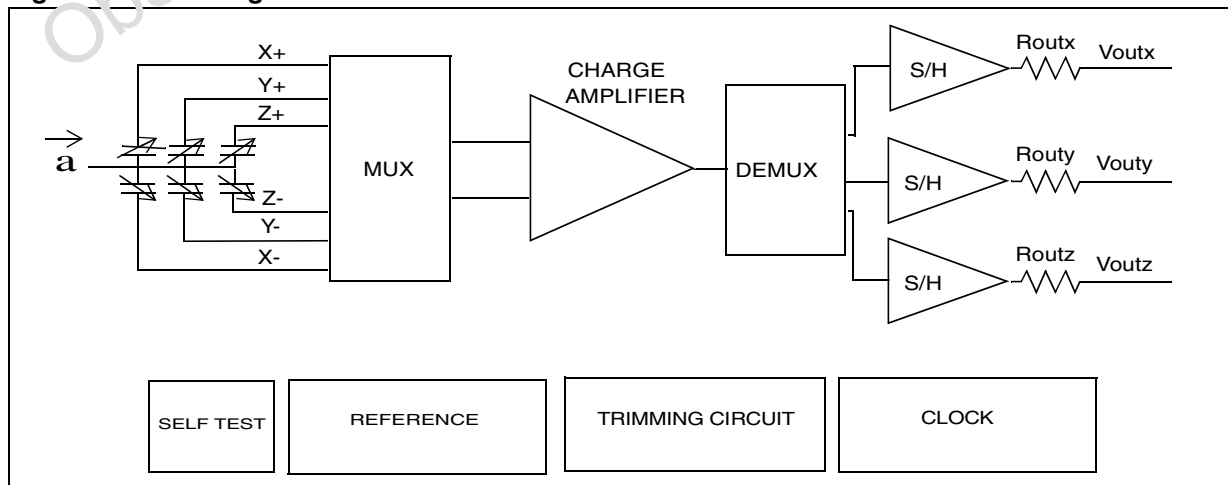 X+
Y+
Z+
a
Z-
Y-
X-
MUX
CHARGE
AMPLIFIER
DEMUX
S/H
Routx
Voutx
S/H
Routy
Vouty
S/H
Routz
Voutz
SELF TEST
REFERENCE
TRIMMING CIRCUIT
CLOCK